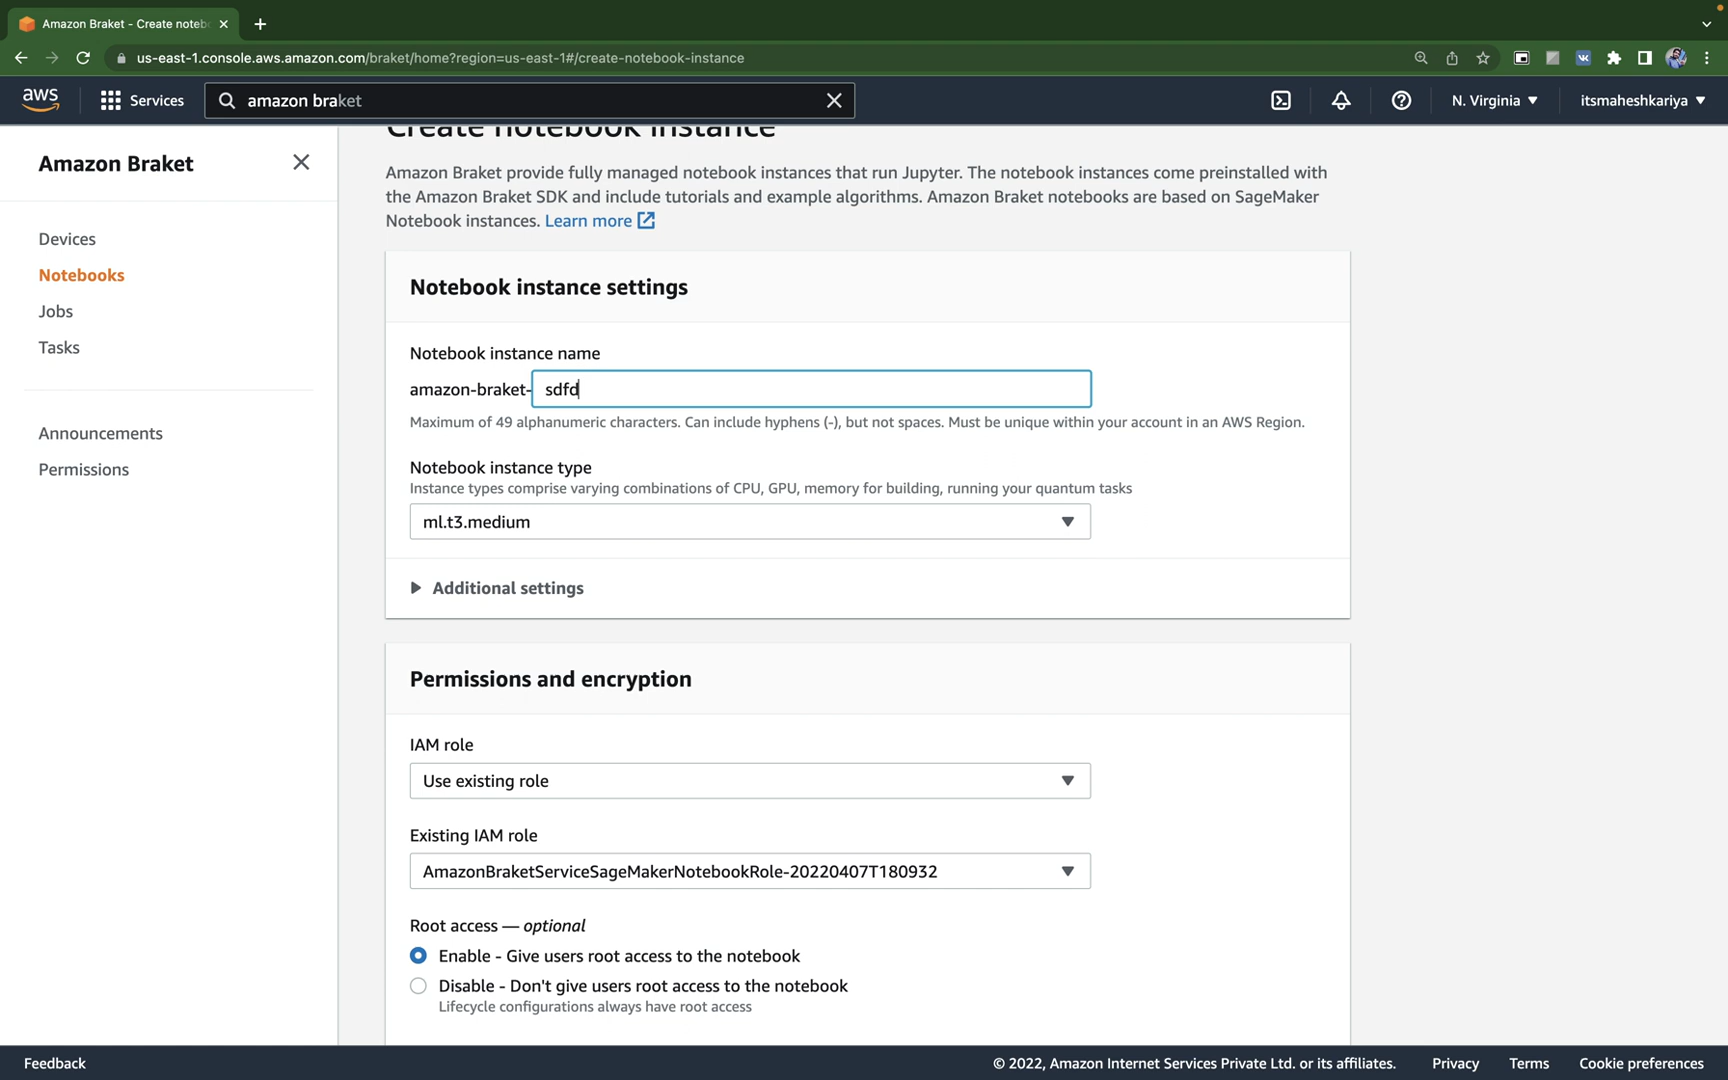 Amazon Braket - Create noteb
us-east-1.console.aws.amazon.com/braket/home?region=us-east-1#/create-notebook-instance
aws
Services
amazon braket
N. Virginia
itsmaheshkariya
Amazon Braket
Devices
Notebooks
Jobs
Tasks
Announcements
Permissions
Create notebook instance
Amazon Braket provide fully managed notebook instances that run Jupyter. The notebook instances come preinstalled with
the Amazon Braket SDK and include tutorials and example algorithms. Amazon Braket notebooks are based on SageMaker
Notebook instances. Learn more
Notebook instance settings
Notebook instance name
amazon-braket- sdfd
Maximum of 49 alphanumeric characters. Can include hyphens (-), but not spaces. Must be unique within your account in an AWS Region.
Notebook instance type
Instance types comprise varying combinations of CPU, GPU, memory for building, running your quantum tasks
ml.t3.medium
Additional settings
Permissions and encryption
IAM role
Use existing role
Existing IAM role
AmazonBraketServiceSageMakerNotebookRole-20220407T180932
Root access — optional
Enable - Give users root access to the notebook
Disable - Don't give users root access to the notebook
Lifecycle configurations always have root access
Feedback
© 2022, Amazon Internet Services Private Ltd. or its affiliates.
Privacy
Terms
Cookie preferences